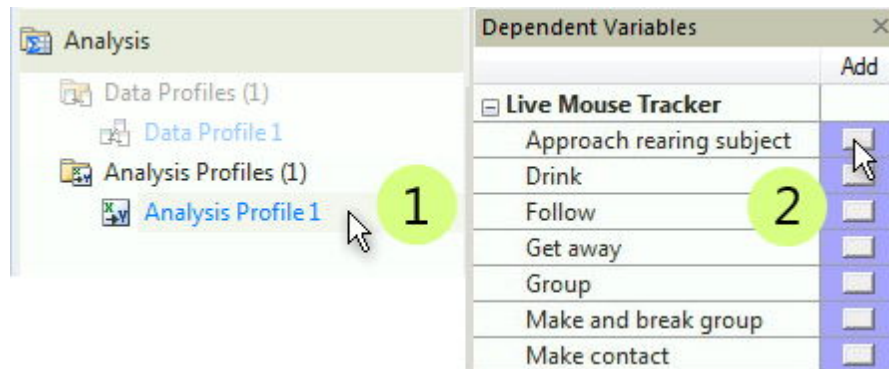 Analysis
Data Profiles (1)
Data Profile 1
Analysis Profiles (1)
Analysis Profile 1
1
Dependent Variables
Add
Live Mouse Tracker
Approach rearing subject
Drink
Follow
2
Get away
Group
Make and break group
Make contact